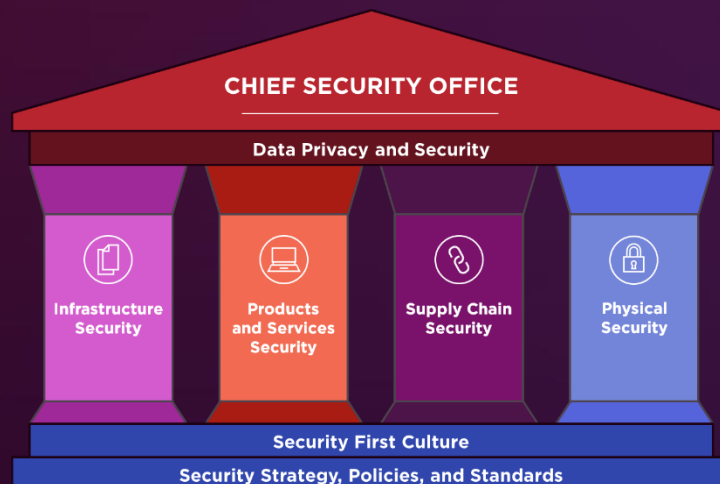 CHIEF SECURITY OFFICE
Data Privacy and Security
Infrastructure
Security
Products
and Services
Security
Supply Chain
Security
Physical
Security
Security First Culture
Security Strategy, Policies, and Standards